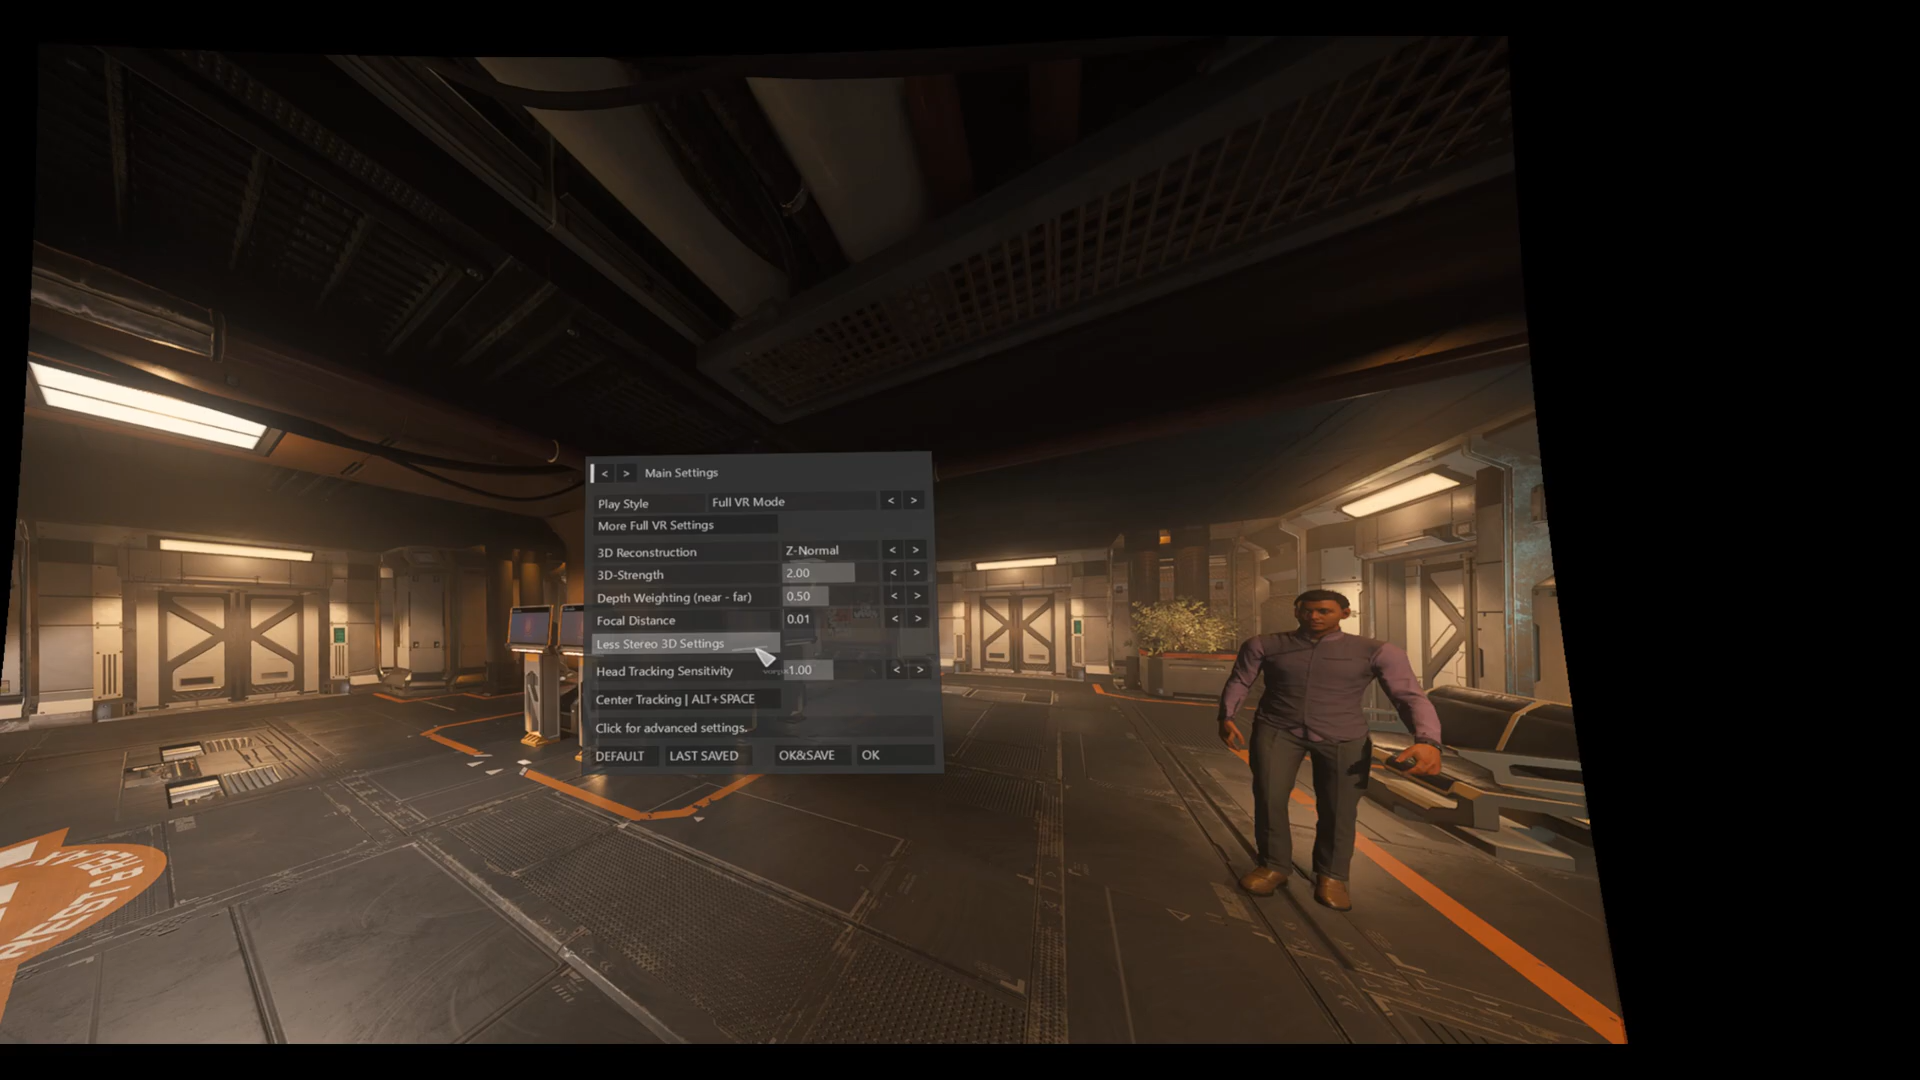 < > Main Settings
Play Style Full VR Mode < >
More Full VR Settings
3D Reconstruction Z-Normal < >
3D-Strength 2.00 < >
Depth Weighting (near - far) 0.50 < >
Focal Distance 0.01 < >
Less Stereo 3D Settings
Head Tracking Sensitivity 1.00 < >
Center Tracking | ALT+SPACE
Click for advanced settings.
DEFAULT LAST SAVED OK&SAVE OK